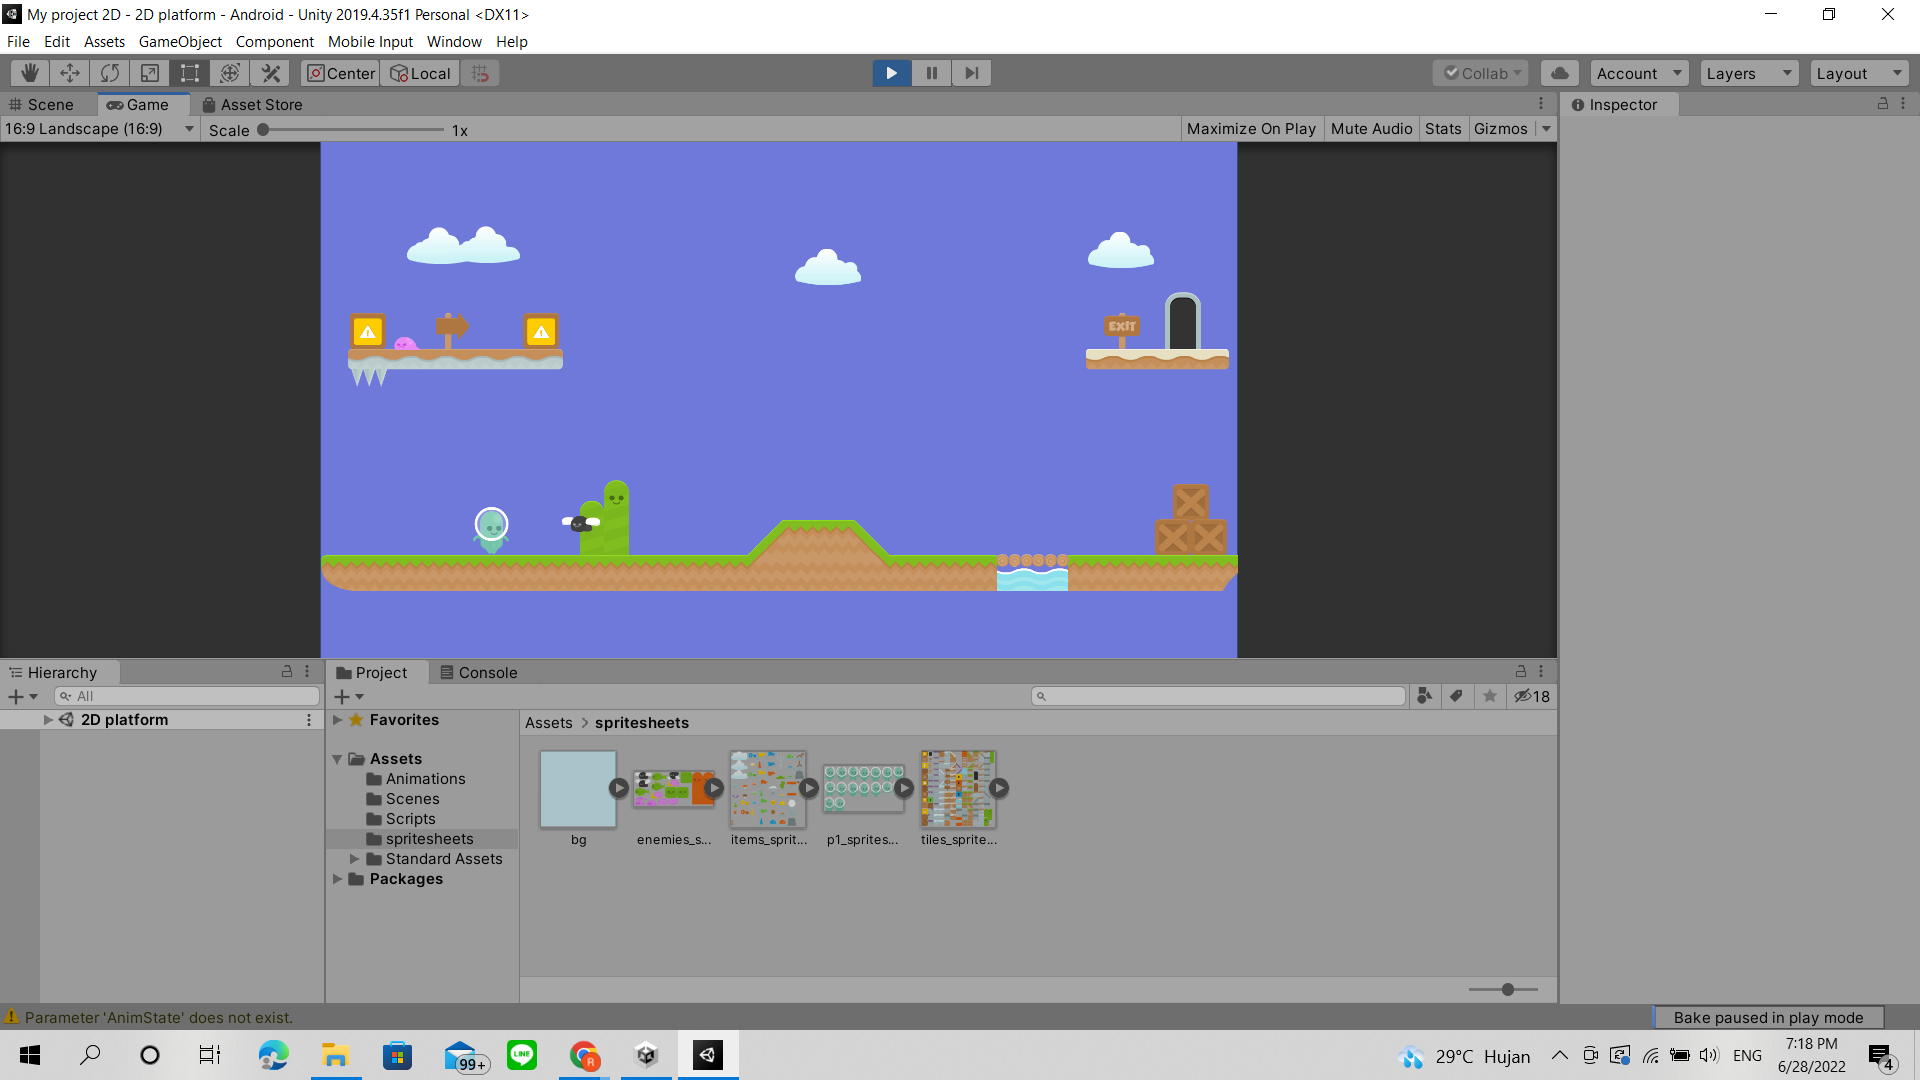 My project 2D - 2D platform - Android - Unity 2019.4.35f1 Personal <DX11>
File Edit Assets GameObject Component Mobile Input Window Help
Center Local Collab Account Layers Layout
Scene Game Asset Store Inspector
16:9 Landscape (16:9) Scale 1x Maximize On Play Mute Audio Stats Gizmos
EXIT
Hierarchy Project Console
All 18
2D platform Favorites Assets > spritesheets
Assets
Animations
Scenes
Scripts
spritesheets
Standard Assets
Packages
bg enemies_s... items_sprit... p1_sprites... tiles_sprite...
Parameter 'AnimState' does not exist. Bake paused in play mode
99+ LINE R 29°C Hujan ENG 7:18 PM
6/28/2022 4